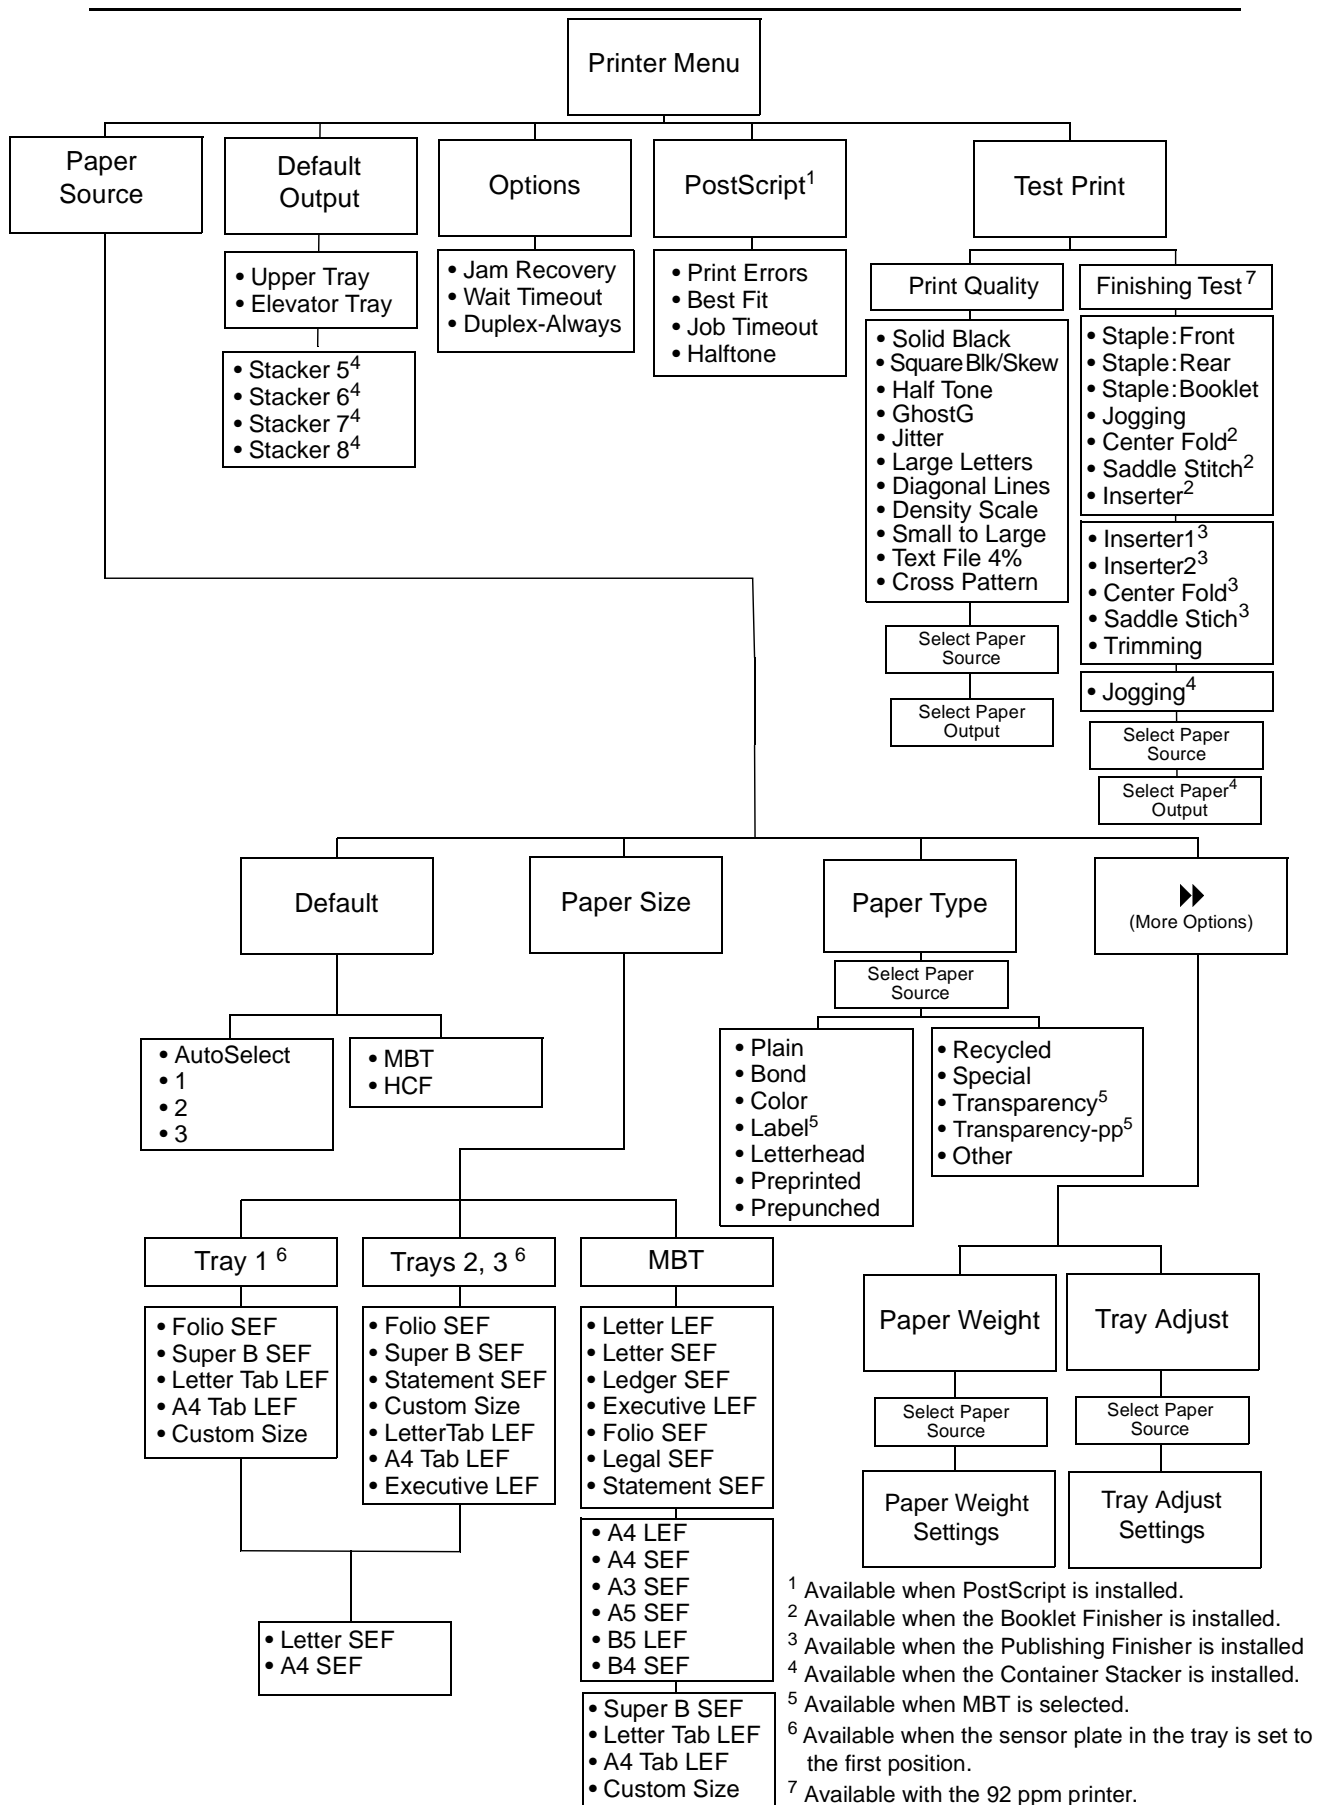 Printer Menu
Paper
Source
Default
Output
Options
PostScript1
Test Print
• Upper Tray
• Elevator Tray
• Stacker 54
• Stacker 64
• Stacker 74
• Stacker 84
• Jam Recovery
• Wait Timeout
• Duplex-Always
• Print Errors
• Best Fit
• Job Timeout
• Halftone
Print Quality
• Solid Black
• Square Blk/Skew
• Half Tone
• GhostG
• Jitter
• Large Letters
• Diagonal Lines
• Density Scale
• Small to Large
• Text File 4%
• Cross Pattern
Select Paper
Source
Select Paper
Output
Finishing Test7
• Staple:Front
• Staple:Rear
• Staple:Booklet
• Jogging
• Center Fold2
• Saddle Stitch2
• Inserter2
• Inserter13
• Inserter23
• Center Fold3
• Saddle Stich3
• Trimming
• Jogging4
Select Paper
Source
Select Paper4
Output
Default
Paper Size
Paper Type
(More Options)
• AutoSelect
• 1
• 2
• 3
• MBT
• HCF
Select Paper
Source
• Plain
• Bond
• Color
• Label5
• Letterhead
• Preprinted
• Prepunched
• Recycled
• Special
• Transparency5
• Transparency-pp5
• Other
Tray 1 6
• Folio SEF
• Super B SEF
• Letter Tab LEF
• A4 Tab LEF
• Custom Size
Trays 2, 3 6
• Folio SEF
• Super B SEF
• Statement SEF
• Custom Size
• LetterTab LEF
• A4 Tab LEF
• Executive LEF
• Letter SEF
• A4 SEF
MBT
• Letter LEF
• Letter SEF
• Ledger SEF
• Executive LEF
• Folio SEF
• Legal SEF
• Statement SEF
• A4 LEF
• A4 SEF
• A3 SEF
• A5 SEF
• B5 LEF
• B4 SEF
• Super B SEF
• Letter Tab LEF
• A4 Tab LEF
• Custom Size
Paper Weight
Select Paper
Source
Paper Weight
Settings
Tray Adjust
Select Paper
Source
Tray Adjust
Settings
1 Available when PostScript is installed.
2 Available when the Booklet Finisher is installed.
3 Available when the Publishing Finisher is installed
4 Available when the Container Stacker is installed.
5 Available when MBT is selected.
6 Available when the sensor plate in the tray is set to
the first position.
7 Available with the 92 ppm printer.